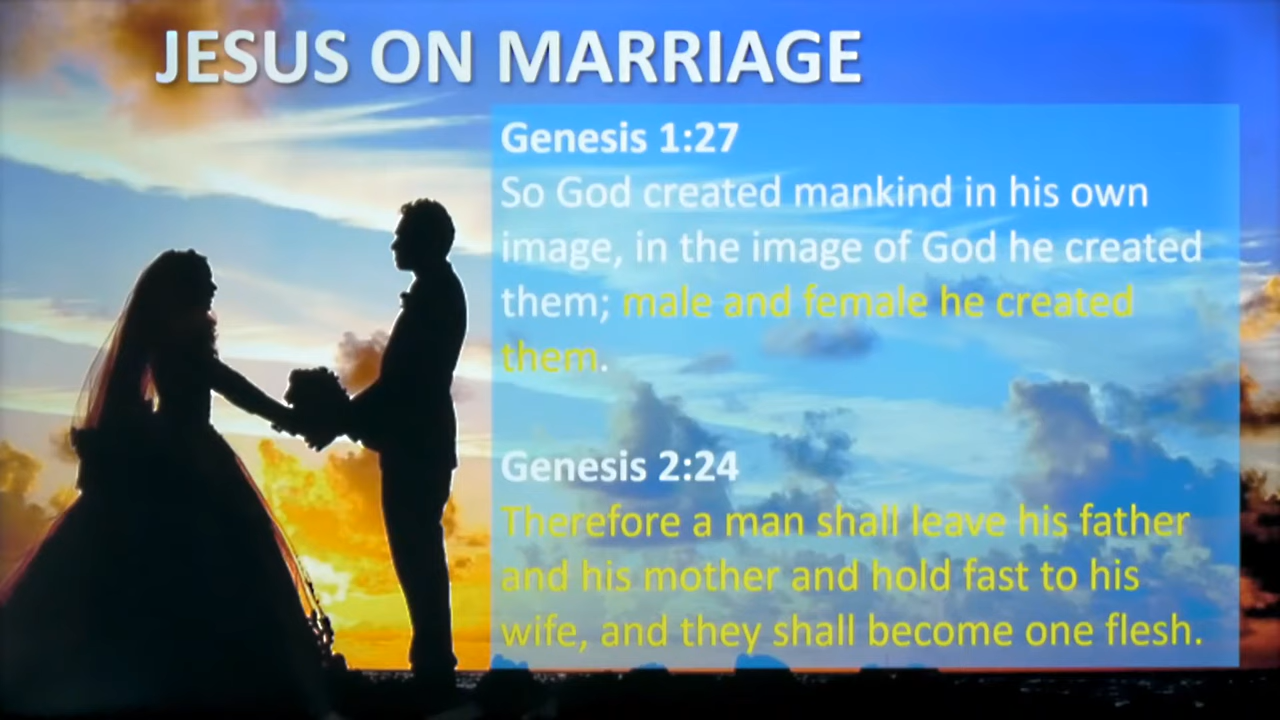 JESUS ON MARRIAGE
Genesis 1:27
So God created mankind in his own
image, in the image of God he created
them; male and female he created
them.
Genesis 2:24
Therefore a man shall leave his father
and his mother and hold fast to his
wife, and they shall become one flesh.